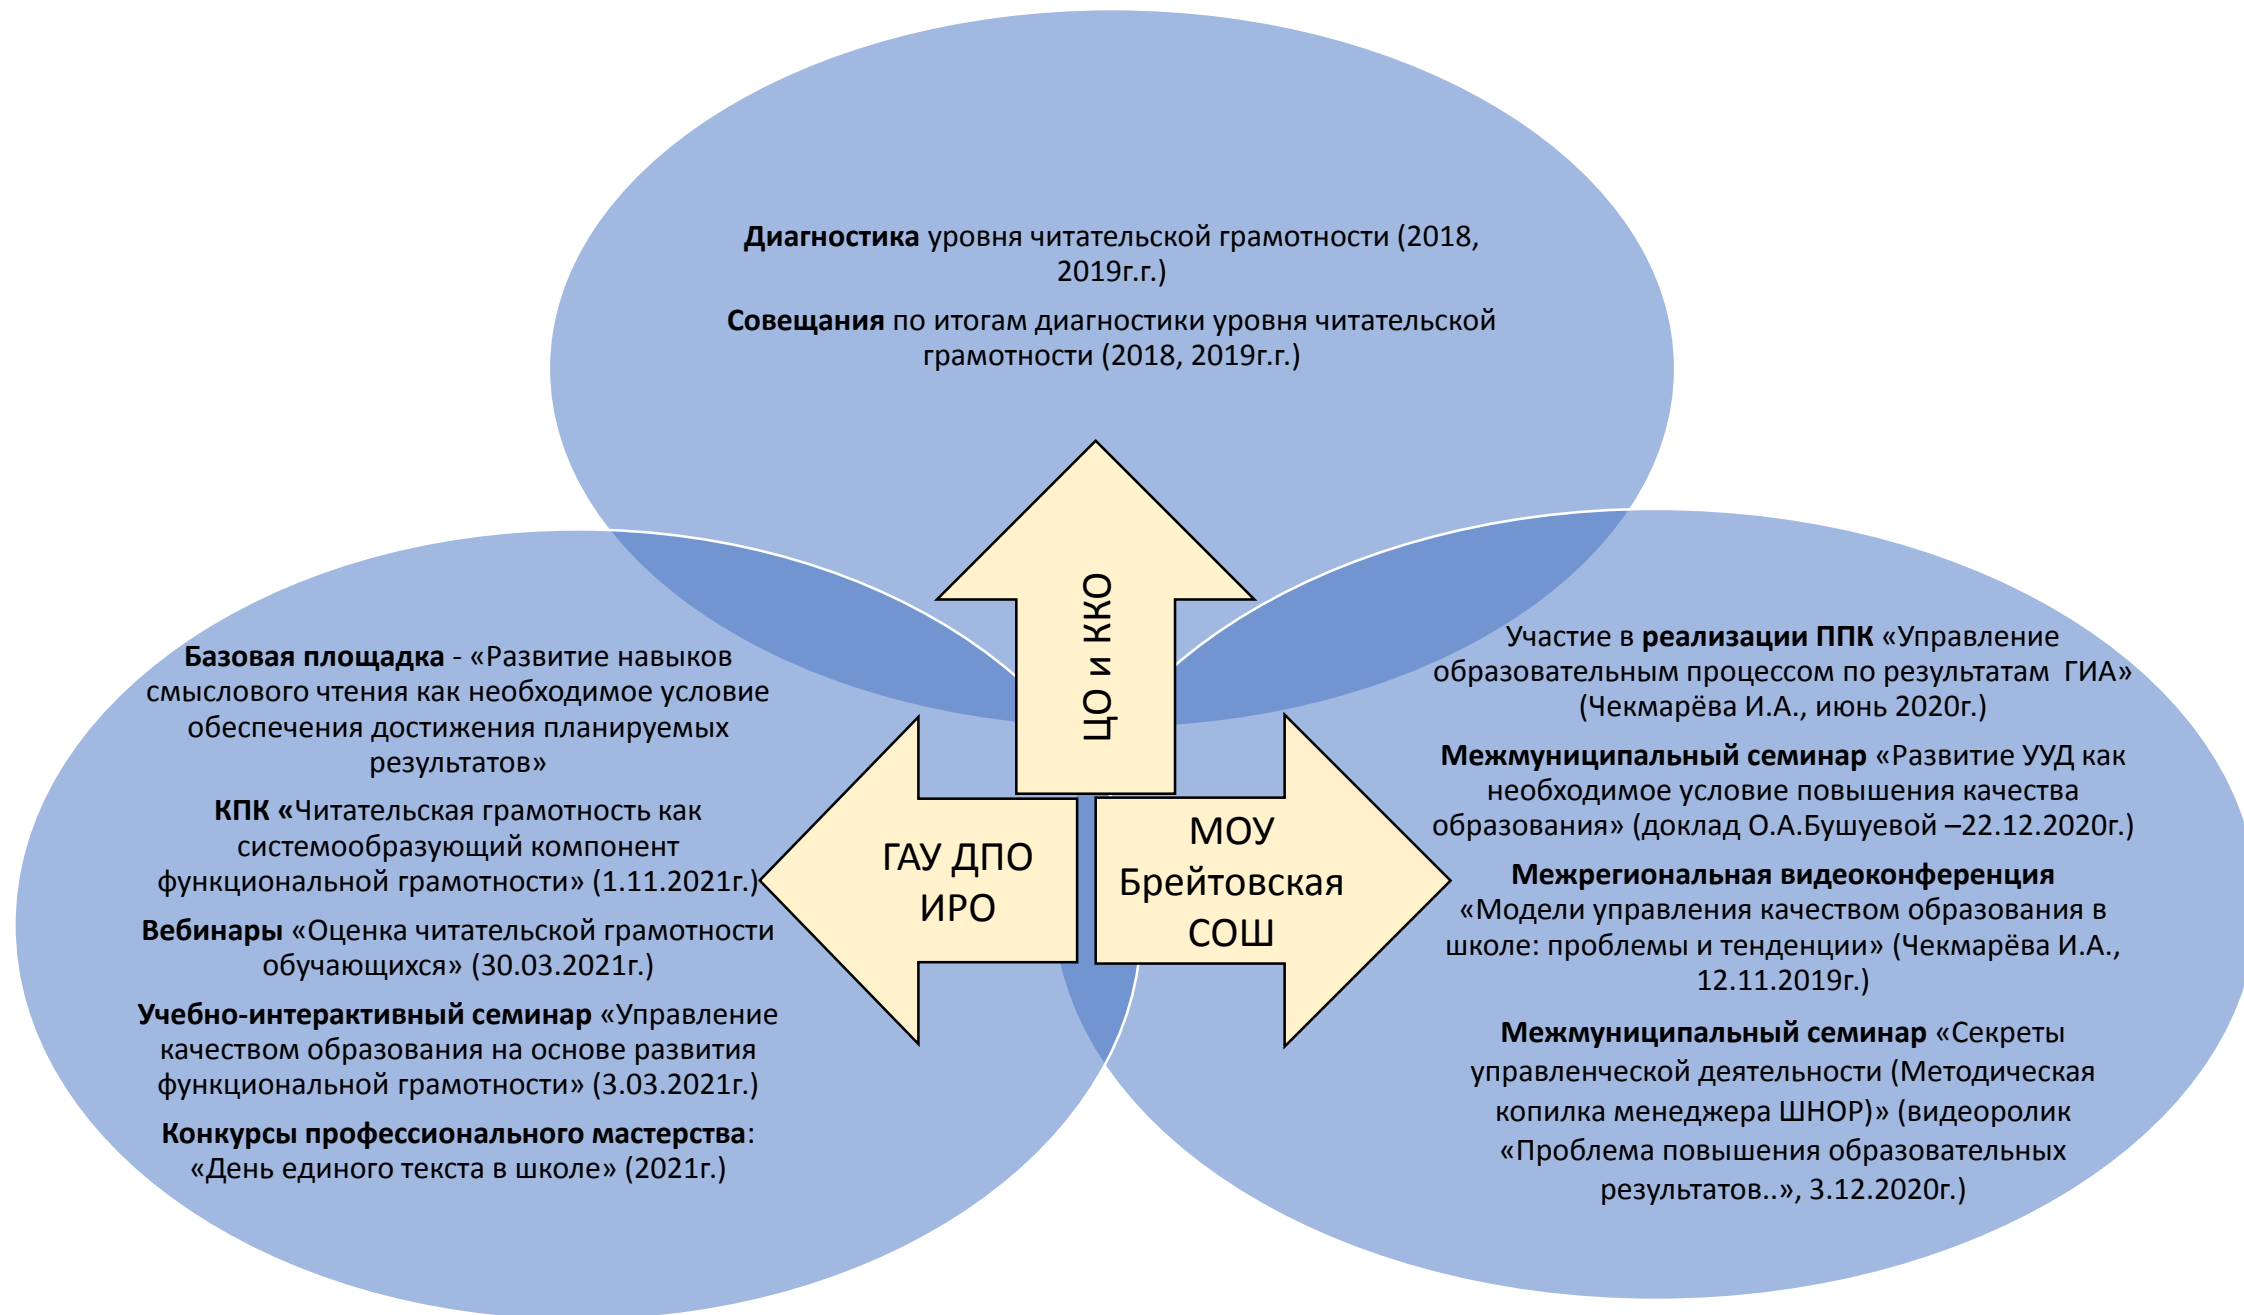 Диагностика уровня читательской грамотности (2018,
2019г.г.)
Совещания по итогам диагностики уровня читательской
грамотности (2018, 2019г.г.)
ЦО и ККО
Базовая площадка - «Развитие навыков
смыслового чтения как необходимое условие
обеспечения достижения планируемых
результатов»
КПК «Читательская грамотность как
системообразующий компонент
функциональной грамотности» (1.11.2021г.)
Вебинары «Оценка читательской грамотности
обучающихся» (30.03.2021г.)
Учебно-интерактивный семинар «Управление
качеством образования на основе развития
функциональной грамотности» (3.03.2021г.)
Конкурсы профессионального мастерства:
«День единого текста в школе» (2021г.)
ГАУ ДПО
ИРО
МОУ
Брейтовская
СОШ
Участие в реализации ППК «Управление
образовательным процессом по результатам  ГИА»
(Чекмарёва И.А., июнь 2020г.)
Межмуниципальный семинар «Развитие УУД как
необходимое условие повышения качества
образования» (доклад О.А.Бушуевой –22.12.2020г.)
Межрегиональная видеоконференция
«Модели управления качеством образования в
школе: проблемы и тенденции» (Чекмарёва И.А.,
12.11.2019г.)
Межмуниципальный семинар «Секреты
управленческой деятельности (Методическая
копилка менеджера ШНОР)» (видеоролик
«Проблема повышения образовательных
результатов..», 3.12.2020г.)